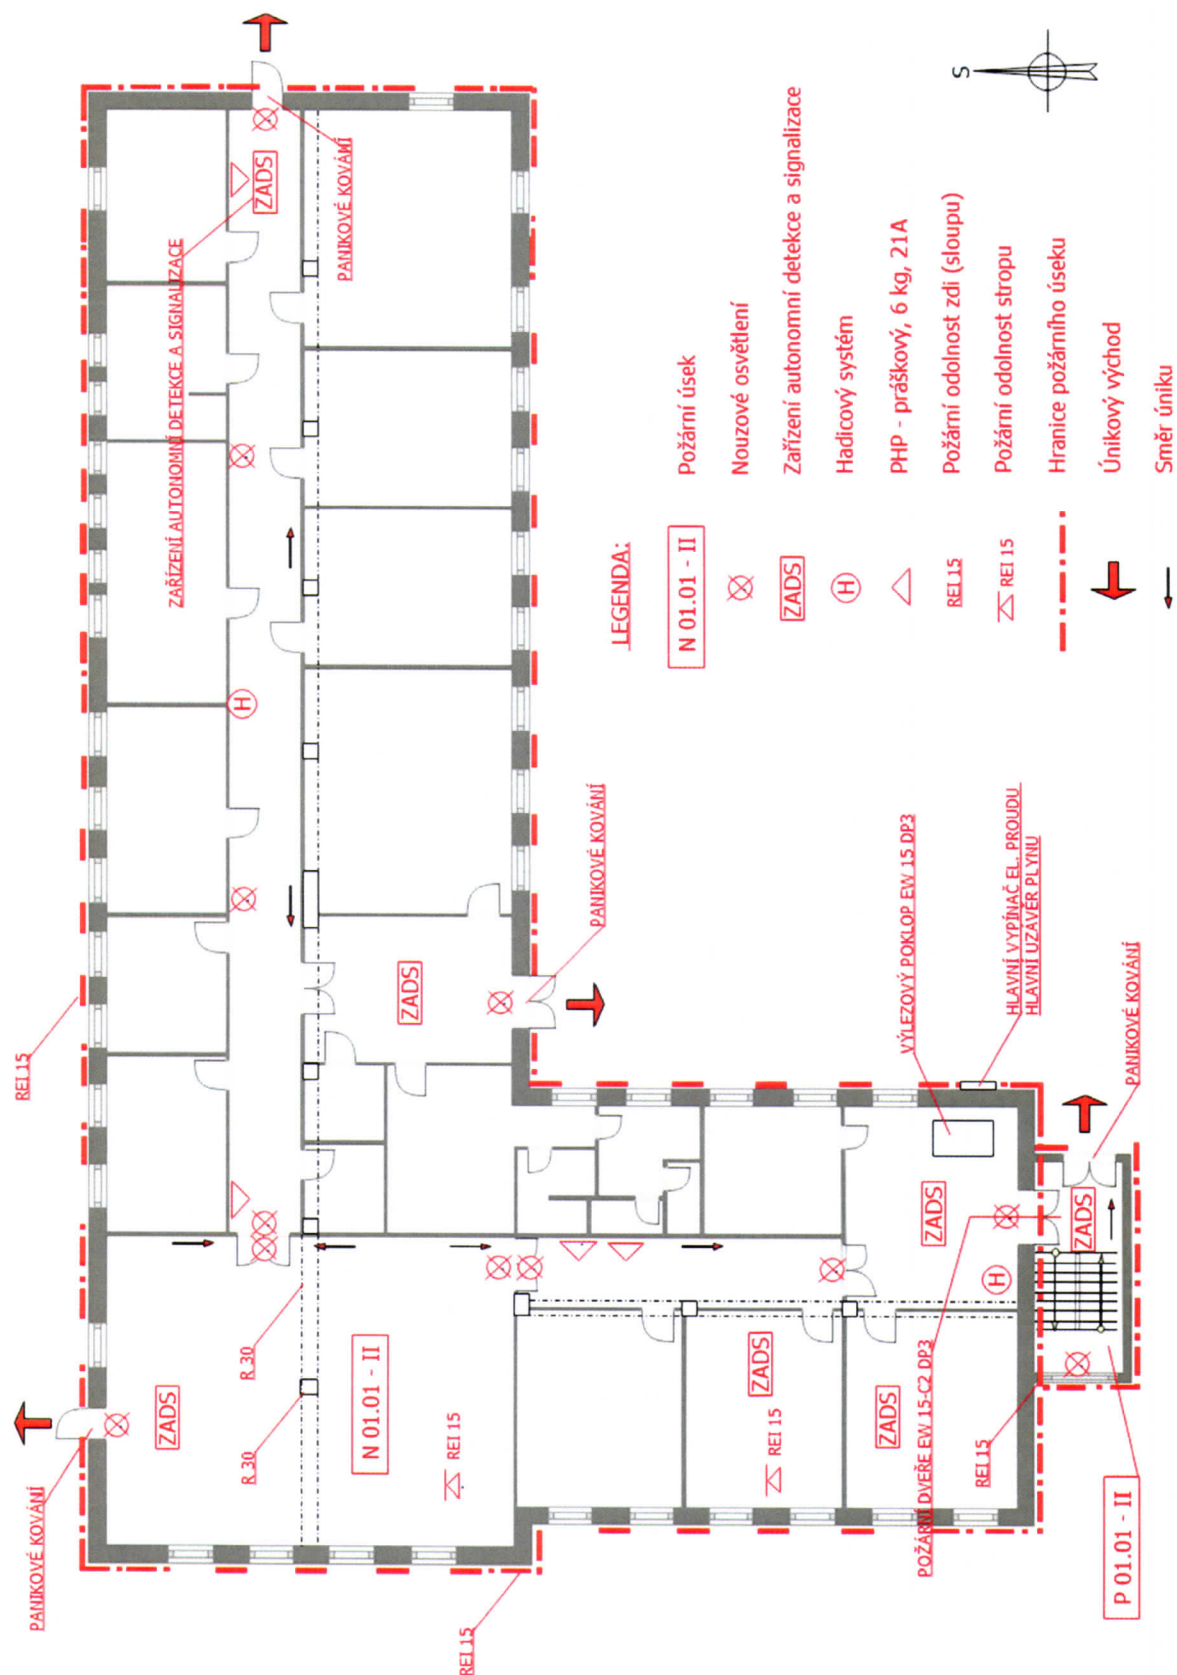 PANIKOVÉ KOVÁNÍ
REI 15
ZAŘÍZENÍ AUTONOMNÍ DETEKCE A SIGNALIZACE
ZADS
PANIKOVÉ KOVÁNÍ
H
ZADS
R 30
R 30
N 01.01 - II
REI 15
ZADS
PANIKOVÉ KOVÁNÍ
REI 15
ZADS
REI 15
ZADS
ZADS
H
VÝLEZOVÝ POKLOP EW 15 DP3
HLAVNÍ VYPÍNAČ EL. PROUDU
HLAVNÍ UZÁVĚR PLYNU
POŽÁRNÍ DVEŘE EW 15-C2 DP3
REI 15
ZADS
PANIKOVÉ KOVÁNÍ
P 01.01 - II
S
LEGENDA:
N 01.01 - II Požární úsek
Nouzové osvětlení
ZADS Zařízení autonomní detekce a signalizace
H Hadicový systém
PHP - práškový, 6 kg, 21A
REI 15 Požární odolnost zdi (sloupu)
REI 15 Požární odolnost stropu
Hranice požárního úseku
Únikový východ
Směr úniku